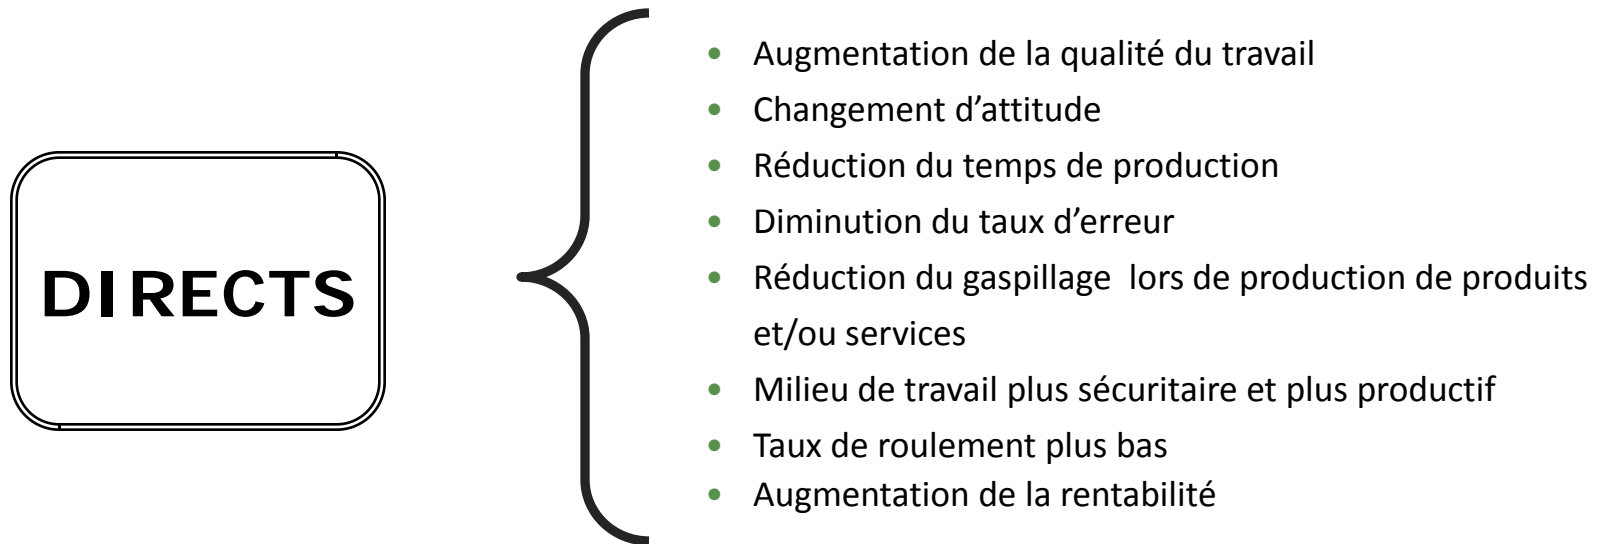 DIRECTS
• Augmentation de la qualité du travail
• Changement d’attitude
• Réduction du temps de production
• Diminution du taux d’erreur
• Réduction du gaspillage  lors de production de produits
et/ou services
• Milieu de travail plus sécuritaire et plus productif
• Taux de roulement plus bas
• Augmentation de la rentabilité